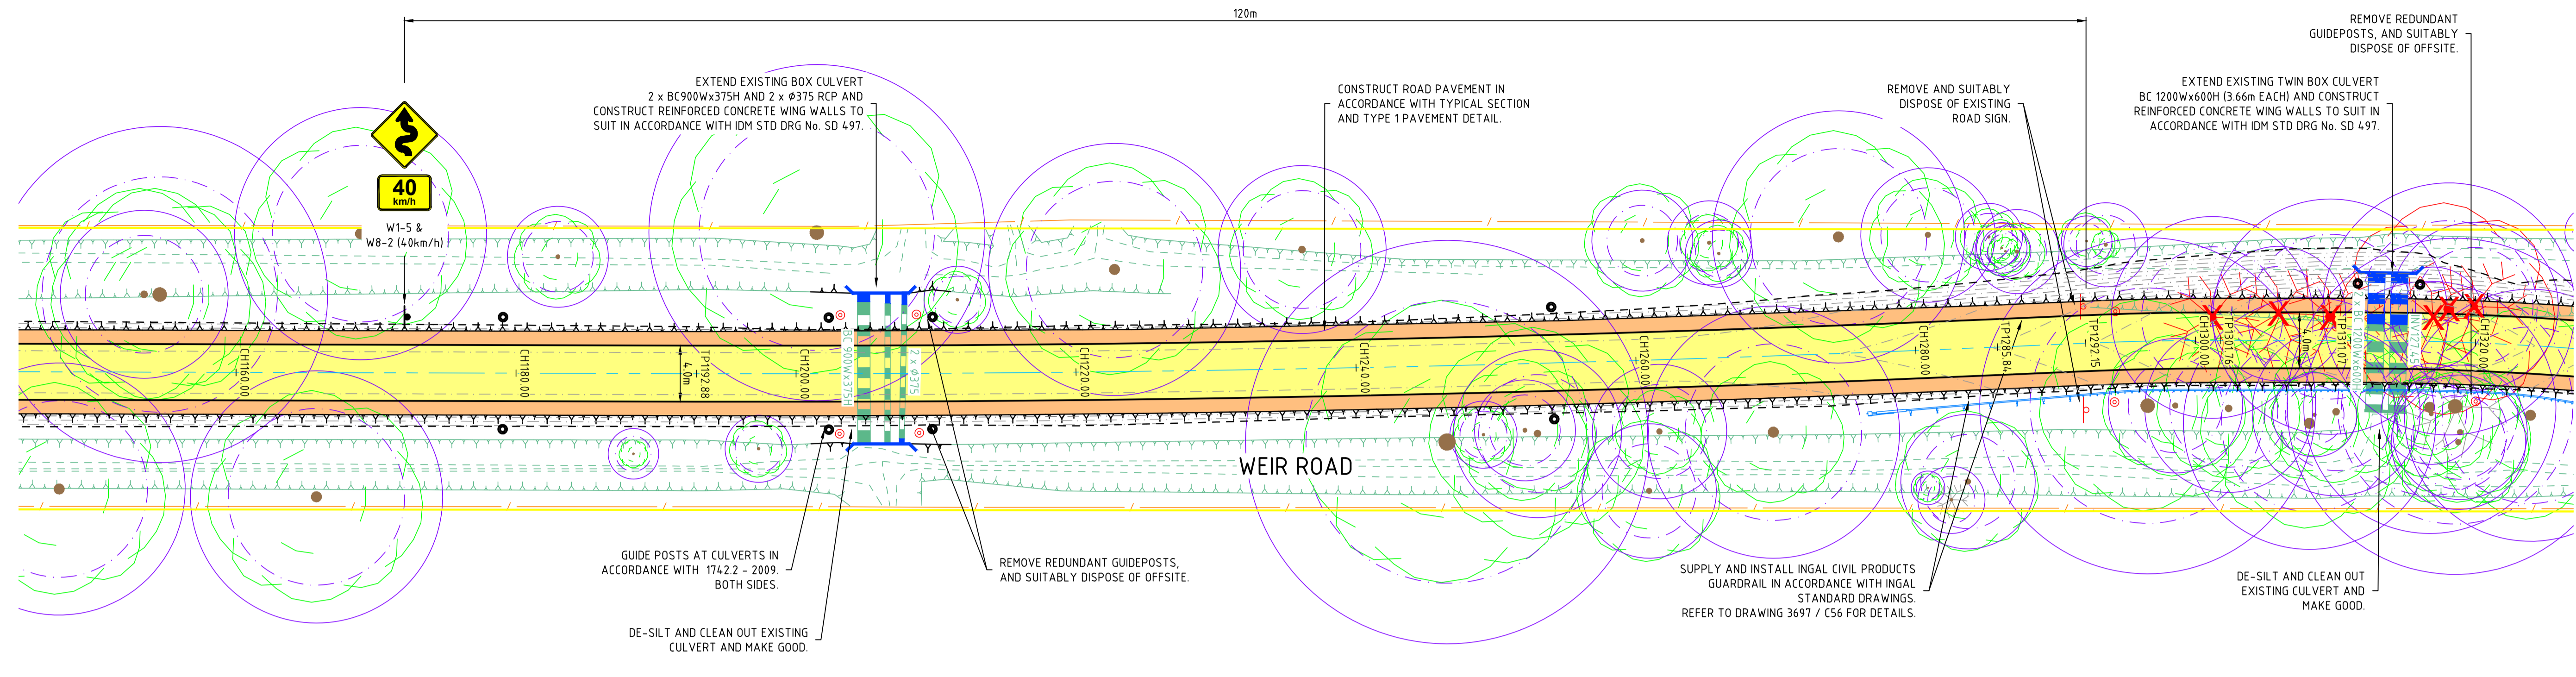 120m
REMOVE REDUNDANT
GUIDEPOSTS, AND SUITABLY
DISPOSE OF OFFSITE.
EXTEND EXISTING BOX CULVERT
2 x BC900Wx375H AND 2 x Ø375 RCP AND
CONSTRUCT REINFORCED CONCRETE WING WALLS TO
SUIT IN ACCORDANCE WITH IDM STD DRG No. SD 497.
CONSTRUCT ROAD PAVEMENT IN
ACCORDANCE WITH TYPICAL SECTION
AND TYPE 1 PAVEMENT DETAIL.
REMOVE AND SUITABLY
DISPOSE OF EXISTING
ROAD SIGN.
EXTEND EXISTING TWIN BOX CULVERT
BC 1200Wx600H (3.66m EACH) AND CONSTRUCT
REINFORCED CONCRETE WING WALLS TO SUIT IN
ACCORDANCE WITH IDM STD DRG No. SD 497.
40
km/h
W1-5 &
W8-2 (40km/h)
CH1160.00
CH1180.00
4.0m
TP1192.88
CH1200.00
BC 900Wx375H
2 x Ø375
CH1220.00
CH1240.00
CH1260.00
CH1280.00
TP1285.84
TP1292.15
CH1300.00
TP1301.76
4.0m
TP1311.07
2 x BC 1200Wx600H
CH1320.00
WEIR ROAD
GUIDE POSTS AT CULVERTS IN
ACCORDANCE WITH 1742.2 - 2009.
BOTH SIDES.
REMOVE REDUNDANT GUIDEPOSTS,
AND SUITABLY DISPOSE OF OFFSITE.
DE-SILT AND CLEAN OUT EXISTING
CULVERT AND MAKE GOOD.
SUPPLY AND INSTALL INGAL CIVIL PRODUCTS
GUARDRAIL IN ACCORDANCE WITH INGAL
STANDARD DRAWINGS.
REFER TO DRAWING 3697 / C56 FOR DETAILS.
DE-SILT AND CLEAN OUT
EXISTING CULVERT AND
MAKE GOOD.